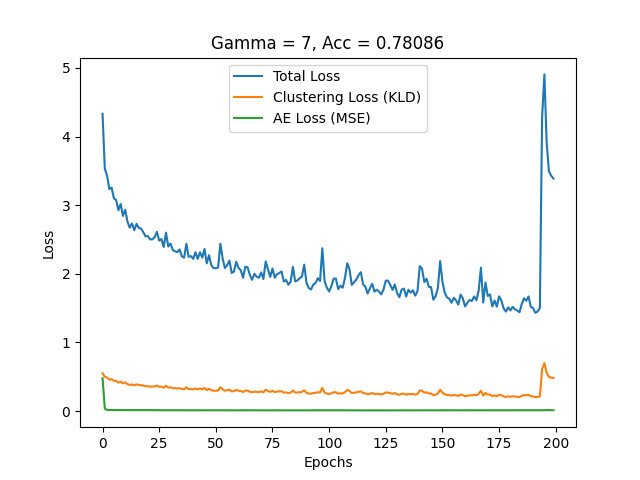 Gamma = 7, Acc = 0.78086
Total Loss
Clustering Loss (KLD)
AE Loss (MSE)
Loss
5
4
3
2
1
0
0 25 50 75 100 125 150 175 200
Epochs